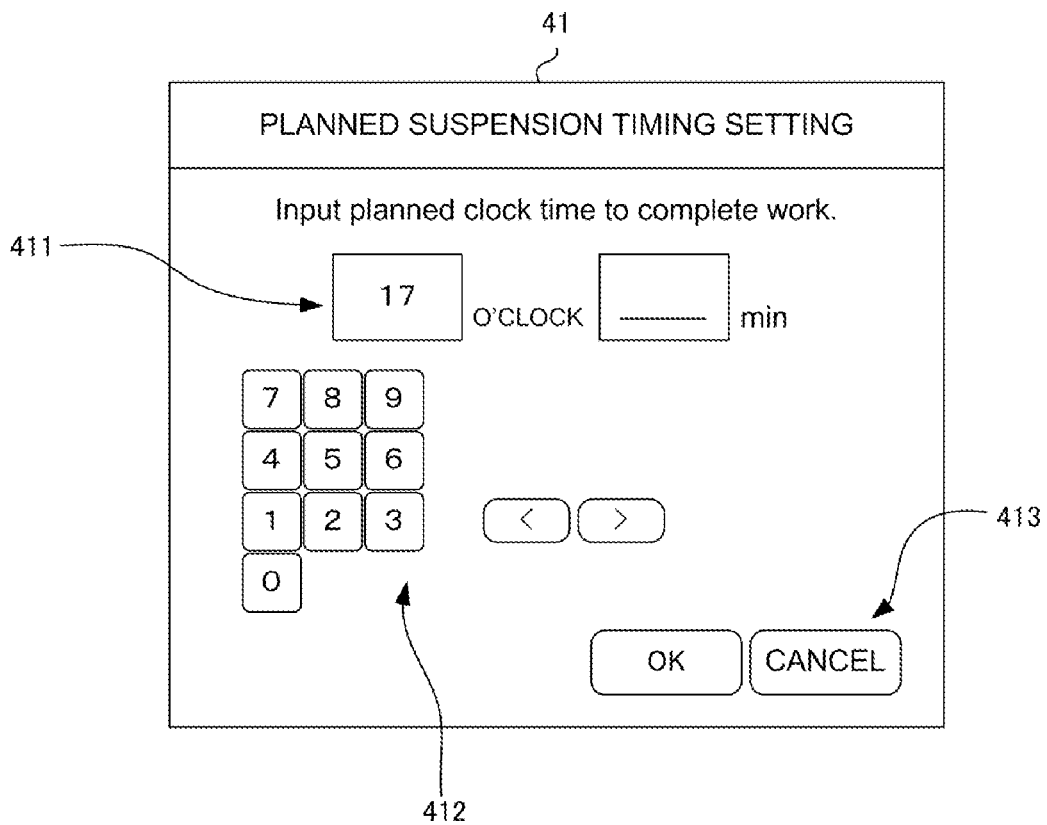 41
PLANNED SUSPENSION TIMING SETTING
Input planned clock time to complete work.
411
17 O'CLOCK min
7 8 9
4 5 6
1 2 3 < >
413
0
OK CANCEL
412